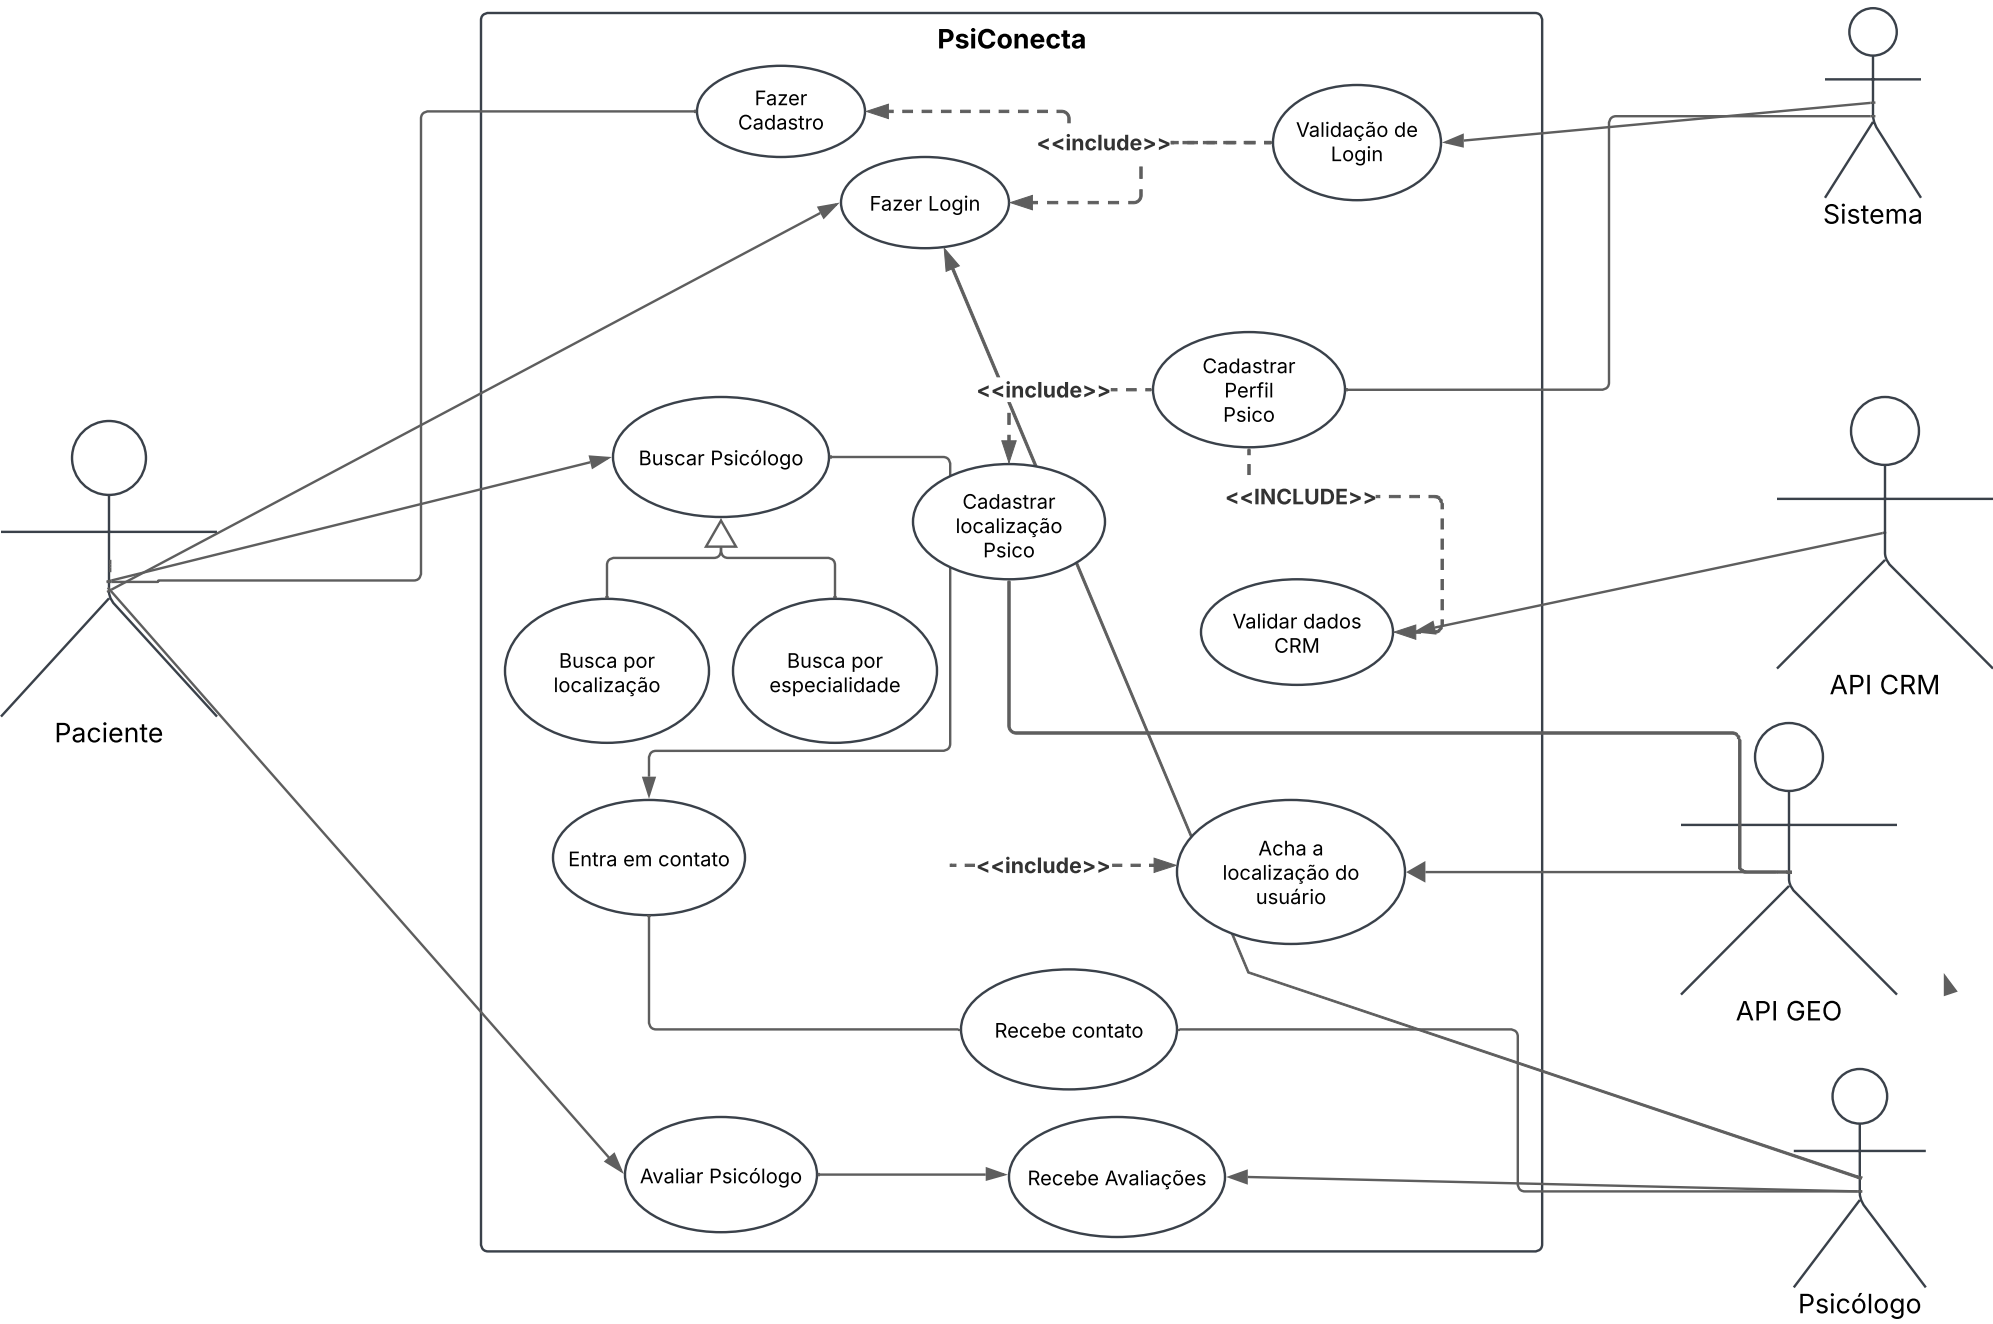 PsiConecta
Fazer
Cadastro
<<include>>
Validação de
Login
Fazer Login
Sistema
<<include>>
Cadastrar
Perfil
Psico
Buscar Psicólogo
<<INCLUDE>>
Cadastrar
localização
Psico
Validar dados
CRM
Busca por
localização
Busca por
especialidade
API CRM
Paciente
Entra em contato
<<include>>
Acha a
localização do
usuário
API GEO
Recebe contato
Avaliar Psicólogo
Recebe Avaliações
Psicólogo